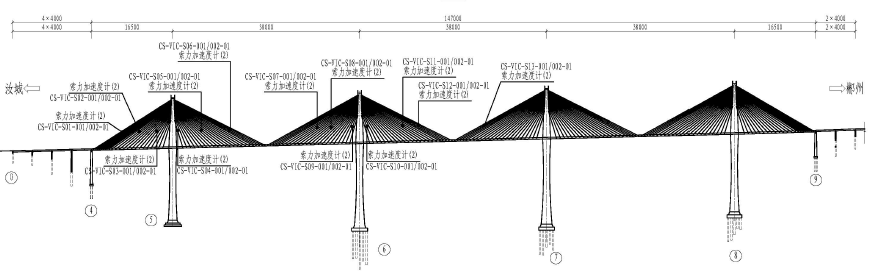 4×4000
147000
2×4000
4×4000
16500
38000
38000
38000
16500
2×4000
CS-VIC-S06-001/002-01
索力加速度计(2)
CS-VIC-S05-001/002-01
索力加速度计(2)
索力加速度计(2)
CS-VIC-S02-001/002-01
索力加速度计(2)
CS-VIC-S01-001/002-01
CS-VIC-S08-001/002-01
索力加速度计(2)
CS-VIC-S07-001/002-01
索力加速度计(2)
CS-VIC-S11-001/002-01
索力加速度计(2)
CS-VIC-S12-001/002-01
索力加速度计(2)
CS-VIC-S13-001/002-01
索力加速度计(2)
汝城
郴州
索力加速度计(2)
CS-VIC-S03-001/002-01
索力加速度计(2)
CS-VIC-S04-001/002-01
索力加速度计(2)
CS-VIC-S09-001/002-01
索力加速度计(2)
CS-VIC-S10-001/002-01
0
4
5
6
7
8
9